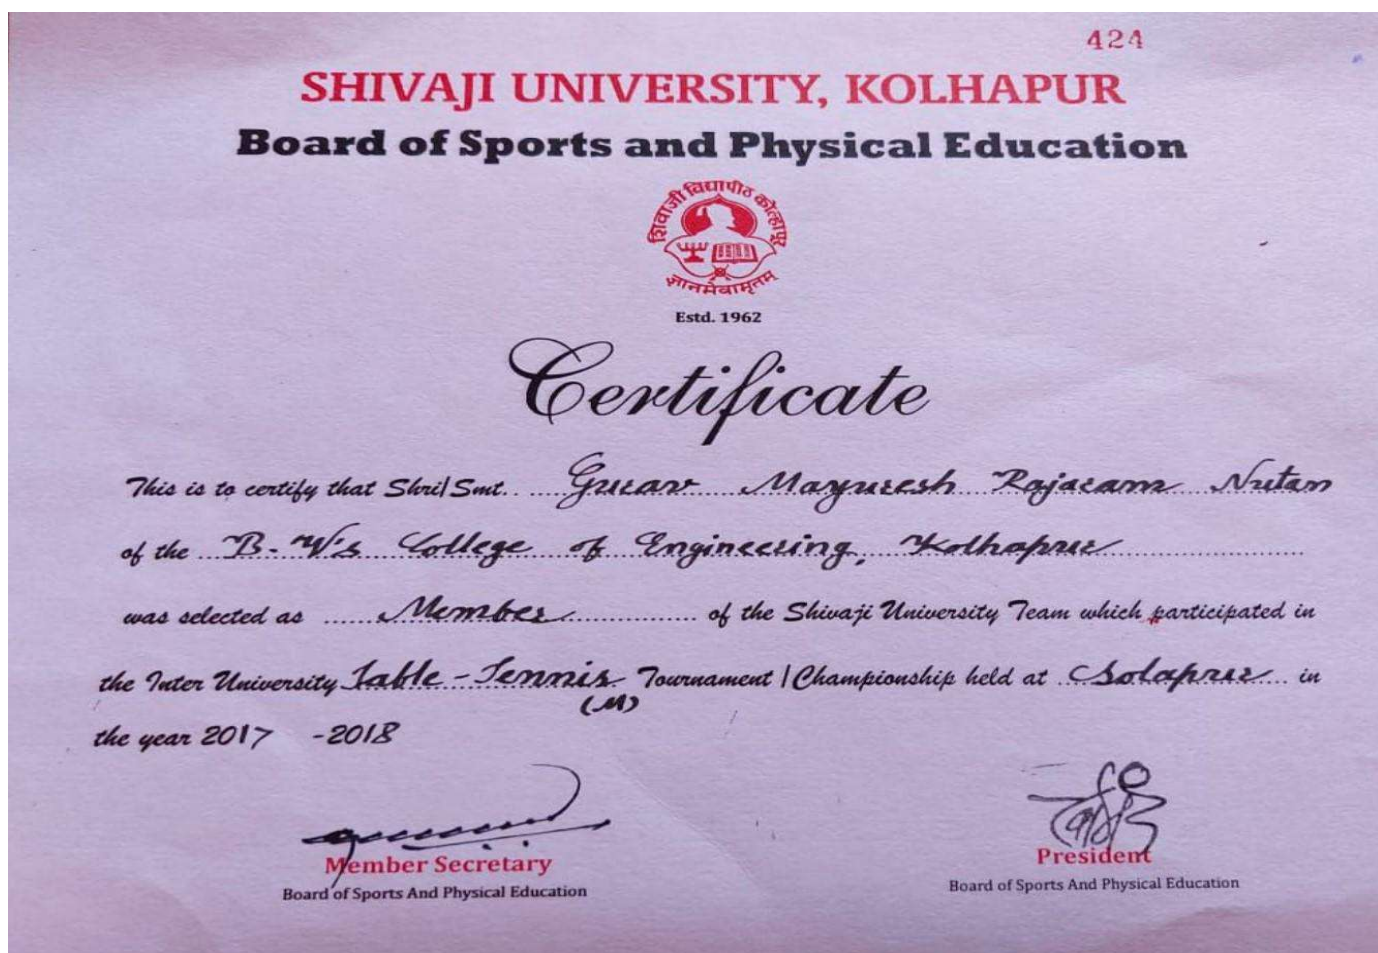 424
SHIVAJI UNIVERSITY, KOLHAPUR
Board of Sports and Physical Education
शिवाजी विद्यापीठ कोल्हापूर
ज्ञानमेवामृतम्
Estd. 1962
Certificate
This is to certify that Shri/Smt. Gurav Mayuresh Rajaram Nutan
of the B.V's College of Engineering, Kolhapur
was selected as Member of the Shivaji University Team which participated in
the Inter University Table-Tennis Tournament / Championship held at Solapur in
(M)
the year 2017 -2018
Member Secretary
Board of Sports And Physical Education
President
Board of Sports And Physical Education